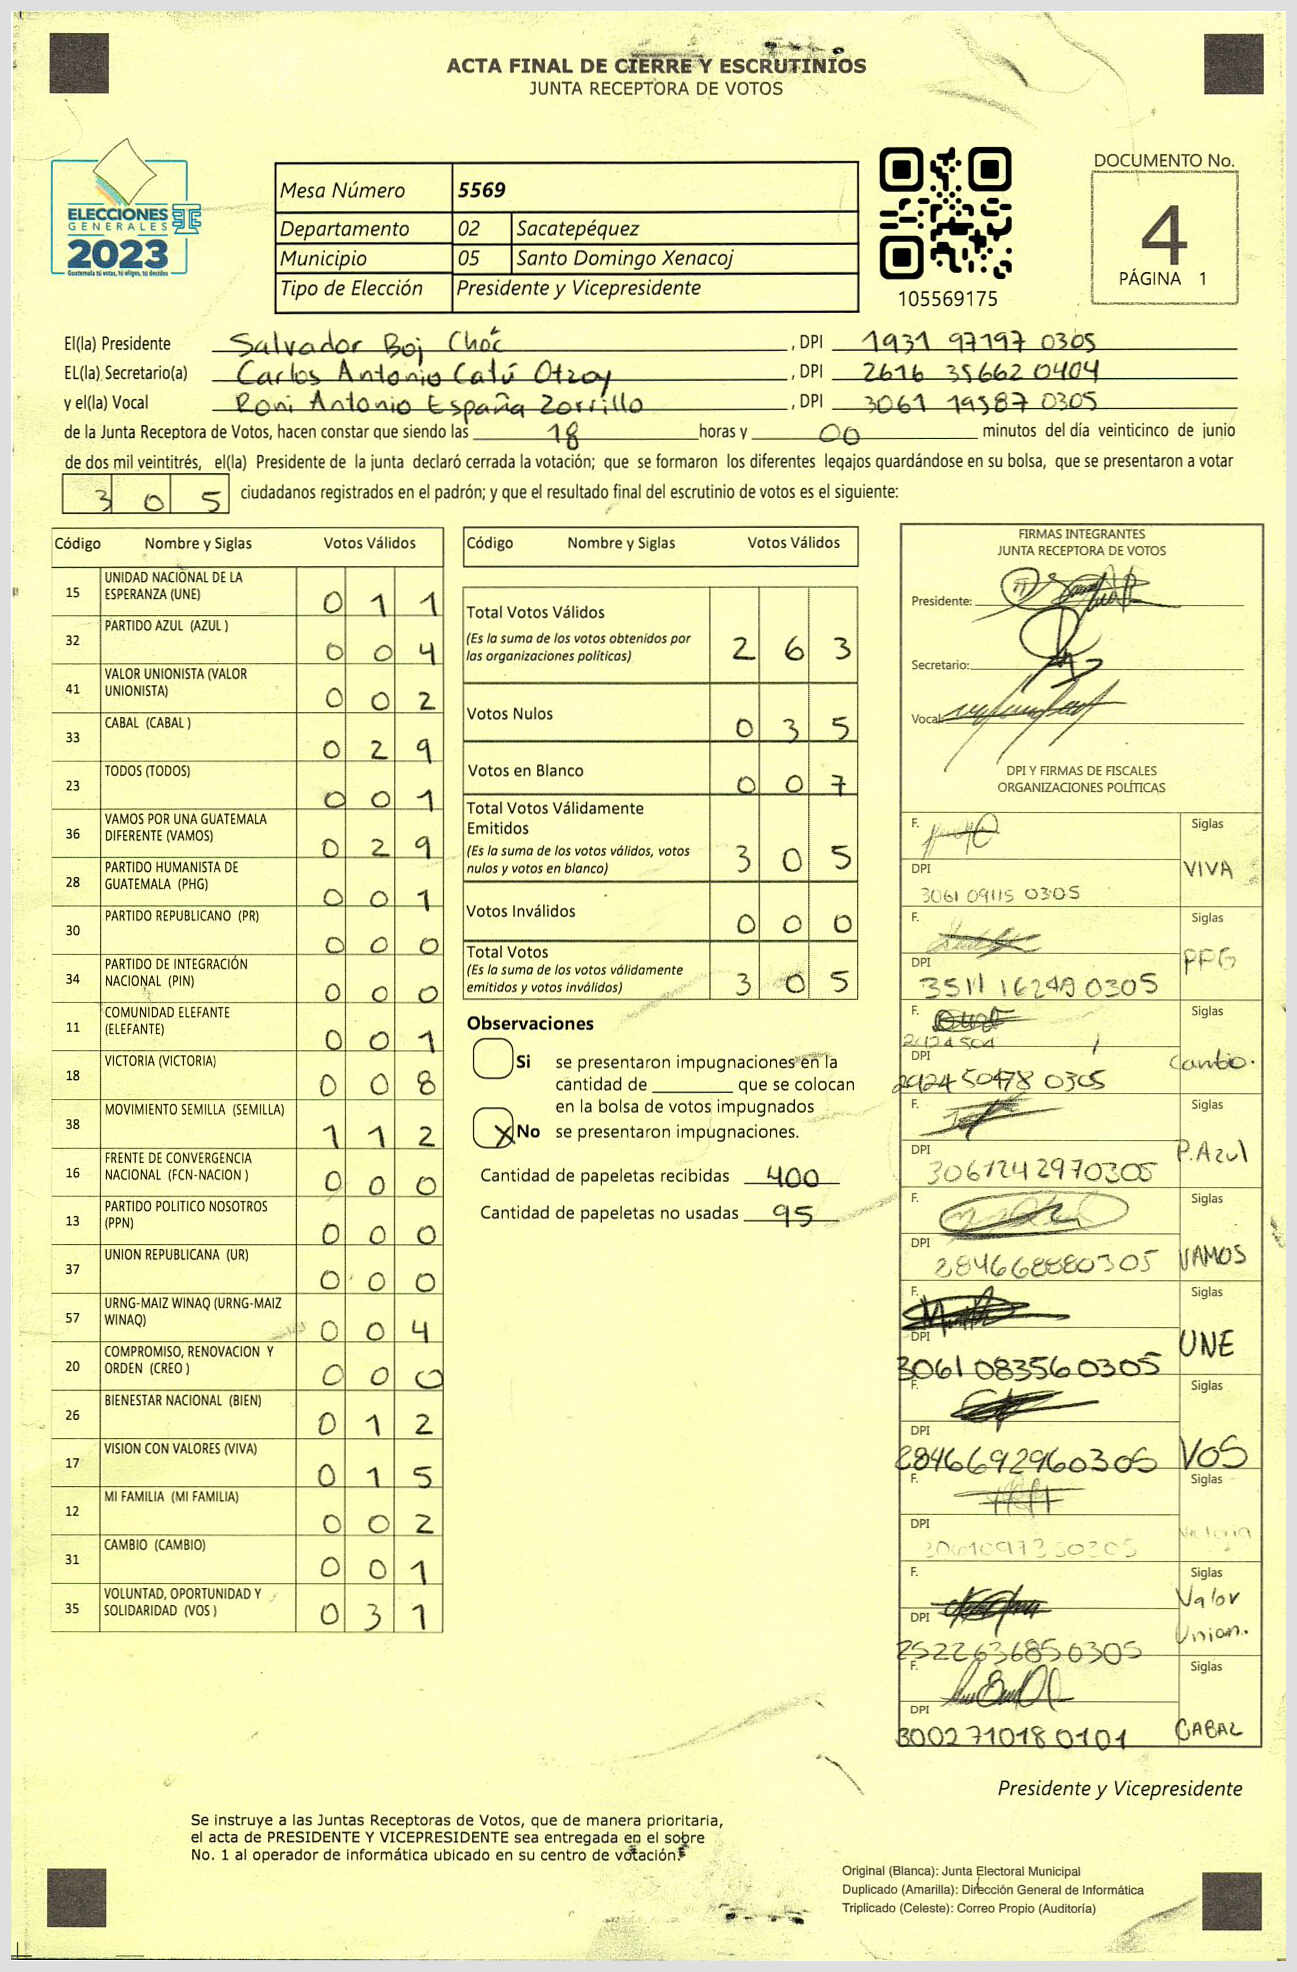 ACTA FINAL DE CIERRE Y ESCRUTINIOS
JUNTA RECEPTORA DE VOTOS
ELECCIONES
GENERALES
2023
Guatemala tú votas, tú eliges, tú decides
Mesa Número 5569
Departamento 02 Sacatepéquez
Municipio 05 Santo Domingo Xenacoj
Tipo de Elección Presidente y Vicepresidente
105569175
DOCUMENTO No.
4
PÁGINA 1
El(la) Presidente Salvador Boj Choc , DPI 1931 97197 0305
EL(la) Secretario(a) Carlos Antonio Catú Otzoy , DPI 2616 35662 0404
y el(la) Vocal Roni Antonio España Zorrillo , DPI 3061 19587 0305
de la Junta Receptora de Votos, hacen constar que siendo las 18 horas y 00 minutos del día veinticinco de junio
de dos mil veintitrés, el(la) Presidente de la junta declaró cerrada la votación; que se formaron los diferentes legajos guardándose en su bolsa, que se presentaron a votar
305 ciudadanos registrados en el padrón; y que el resultado final del escrutinio de votos es el siguiente:
Código Nombre y Siglas Votos Válidos
15 UNIDAD NACIONAL DE LA ESPERANZA (UNE) 0 1 1
32 PARTIDO AZUL (AZUL ) 0 0 4
41 VALOR UNIONISTA (VALOR UNIONISTA) 0 0 2
33 CABAL (CABAL ) 0 2 9
23 TODOS (TODOS) 0 0 1
36 VAMOS POR UNA GUATEMALA DIFERENTE (VAMOS) 0 2 9
28 PARTIDO HUMANISTA DE GUATEMALA (PHG) 0 0 1
30 PARTIDO REPUBLICANO (PR) 0 0 0
34 PARTIDO DE INTEGRACIÓN NACIONAL (PIN) 0 0 0
11 COMUNIDAD ELEFANTE (ELEFANTE) 0 0 1
18 VICTORIA (VICTORIA) 0 0 8
38 MOVIMIENTO SEMILLA (SEMILLA) 1 1 2
16 FRENTE DE CONVERGENCIA NACIONAL (FCN-NACION ) 0 0 0
13 PARTIDO POLITICO NOSOTROS (PPN) 0 0 0
37 UNION REPUBLICANA (UR) 0 0 0
57 URNG-MAIZ WINAQ (URNG-MAIZ WINAQ) 0 0 4
20 COMPROMISO, RENOVACION Y ORDEN (CREO ) 0 0 0
26 BIENESTAR NACIONAL (BIEN) 0 1 2
17 VISION CON VALORES (VIVA) 0 1 5
12 MI FAMILIA (MI FAMILIA) 0 0 2
31 CAMBIO (CAMBIO) 0 0 1
35 VOLUNTAD, OPORTUNIDAD Y SOLIDARIDAD (VOS ) 0 3 1
Código Nombre y Siglas Votos Válidos
Total Votos Válidos
(Es la suma de los votos obtenidos por
las organizaciones políticas) 2 6 3
Votos Nulos 0 3 5
Votos en Blanco 0 0 7
Total Votos Válidamente
Emitidos
(Es la suma de los votos válidos, votos
nulos y votos en blanco) 3 0 5
Votos Inválidos 0 0 0
Total Votos
(Es la suma de los votos válidamente
emitidos y votos inválidos) 3 0 5
Observaciones
Si se presentaron impugnaciones en la
cantidad de ________ que se colocan
en la bolsa de votos impugnados
X No se presentaron impugnaciones.
Cantidad de papeletas recibidas 400
Cantidad de papeletas no usadas 95
FIRMAS INTEGRANTES
JUNTA RECEPTORA DE VOTOS
Presidente:
Secretario:
Vocal:
DPI Y FIRMAS DE FISCALES
ORGANIZACIONES POLÍTICAS
F. Siglas
VIVA
DPI
3061 09115 0305
F. Siglas
PPG
DPI
3511 16240 0305
F. Siglas
DPI
Cambio.
292450478 0305
F. Siglas
P.Azul
DPI
3061242970305
F. Siglas
DPI
VAMOS
2846688880305
F. Siglas
DPI
UNE
3061083560305
F. Siglas
DPI
VOS
2846692960305
F. Siglas
DPI
Victoria
3061097350305
F. Siglas
Valor
DPI
Union.
2522636850305
F. Siglas
DPI
CABAL
3002710180101
Presidente y Vicepresidente
Se instruye a las Juntas Receptoras de Votos, que de manera prioritaria,
el acta de PRESIDENTE Y VICEPRESIDENTE sea entregada en el sobre
No. 1 al operador de informática ubicado en su centro de votación.
Original (Blanca): Junta Electoral Municipal
Duplicado (Amarilla): Dirección General de Informática
Triplicado (Celeste): Correo Propio (Auditoría)